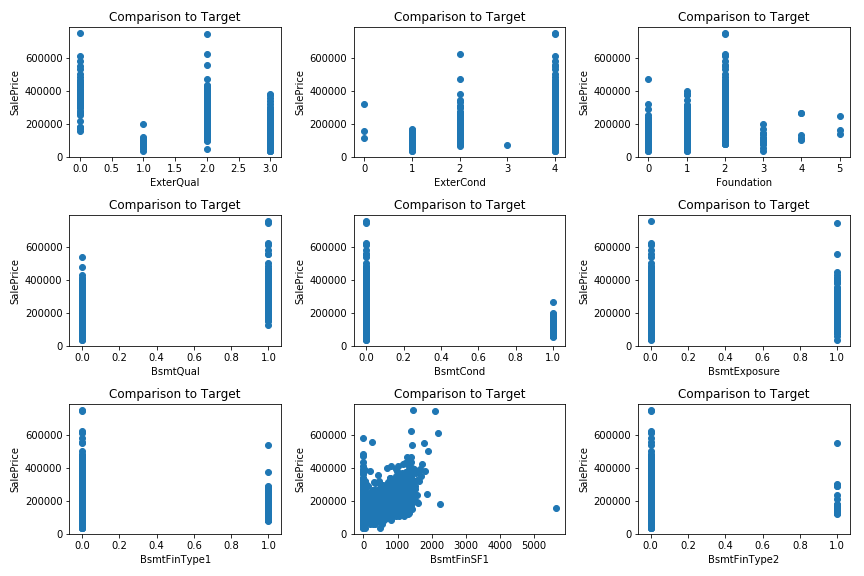 Comparison to Target Comparison to Target Comparison to Target
SalePrice 600000 400000 200000 0 SalePrice 600000 400000 200000 0 SalePrice 600000 400000 200000 0
0.0 0.5 1.0 1.5 2.0 2.5 3.0 0 1 2 3 4 0 1 2 3 4 5
ExterQual ExterCond Foundation
Comparison to Target Comparison to Target Comparison to Target
SalePrice 600000 400000 200000 0 SalePrice 600000 400000 200000 0 SalePrice 600000 400000 200000 0
0.0 0.2 0.4 0.6 0.8 1.0 0.0 0.2 0.4 0.6 0.8 1.0 0.0 0.2 0.4 0.6 0.8 1.0
BsmtQual BsmtCond BsmtExposure
Comparison to Target Comparison to Target Comparison to Target
SalePrice 600000 400000 200000 0 SalePrice 600000 400000 200000 0 SalePrice 600000 400000 200000 0
0.0 0.2 0.4 0.6 0.8 1.0 0 1000 2000 3000 4000 5000 0.0 0.2 0.4 0.6 0.8 1.0
BsmtFinType1 BsmtFinSF1 BsmtFinType2